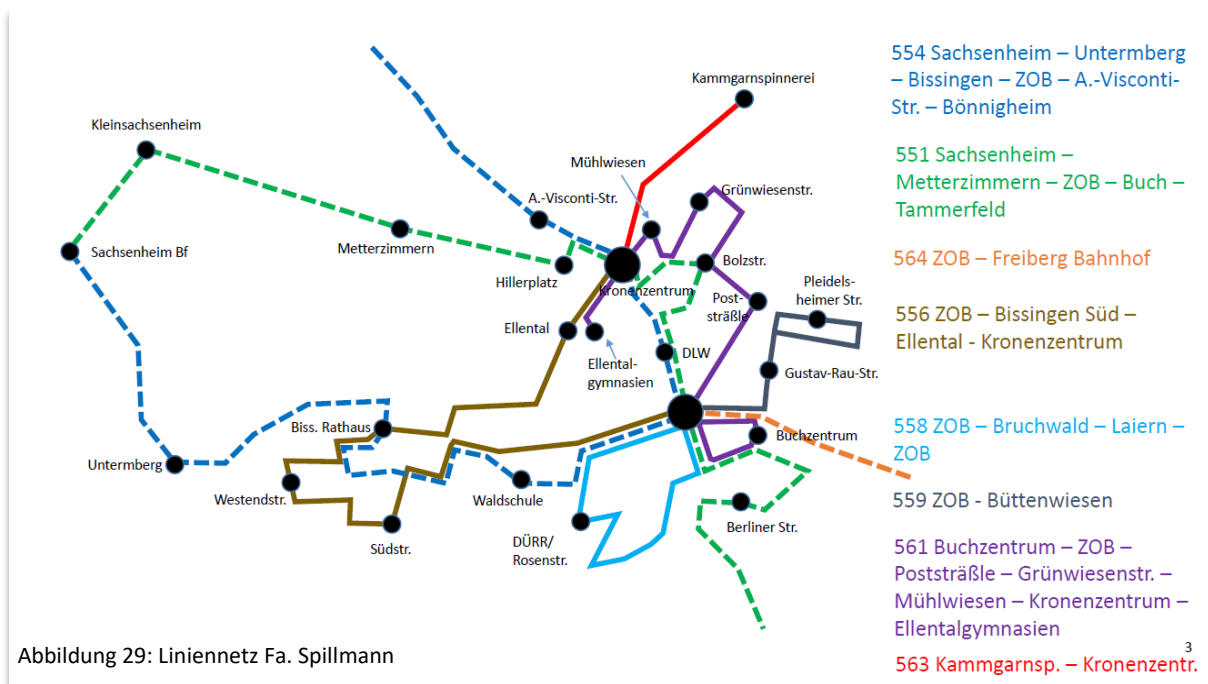 Kammgarnspinnerei
Kleinsachsenheim
Mühlwiesen
Grünwiesenstr.
A.-Visconti-Str.
Metterzimmern
Sachsenheim Bf
Hillerplatz
Kronenzentrum
Bolzstr.
Post-
sträßle
Pleidels-
heimer Str.
Ellental
Ellental-
gymnasien
DLW
Gustav-Rau-Str.
Biss. Rathaus
Buchzentrum
Untermberg
Westendstr.
Waldschule
Südstr.
DÜRR/
Rosenstr.
Berliner Str.
554 Sachsenheim – Untermberg
– Bissingen – ZOB – A.-Visconti-
Str. – Bönnigheim
551 Sachsenheim –
Metterzimmern – ZOB – Buch –
Tammerfeld
564 ZOB – Freiberg Bahnhof
556 ZOB – Bissingen Süd –
Ellental - Kronenzentrum
558 ZOB – Bruchwald – Laiern –
ZOB
559 ZOB - Büttenwiesen
561 Buchzentrum – ZOB –
Poststräßle – Grünwiesenstr. –
Mühlwiesen – Kronenzentrum –
Ellentalgymnasien
563 Kammgarnsp. – Kronenzentr.
3
Abbildung 29: Liniennetz Fa. Spillmann